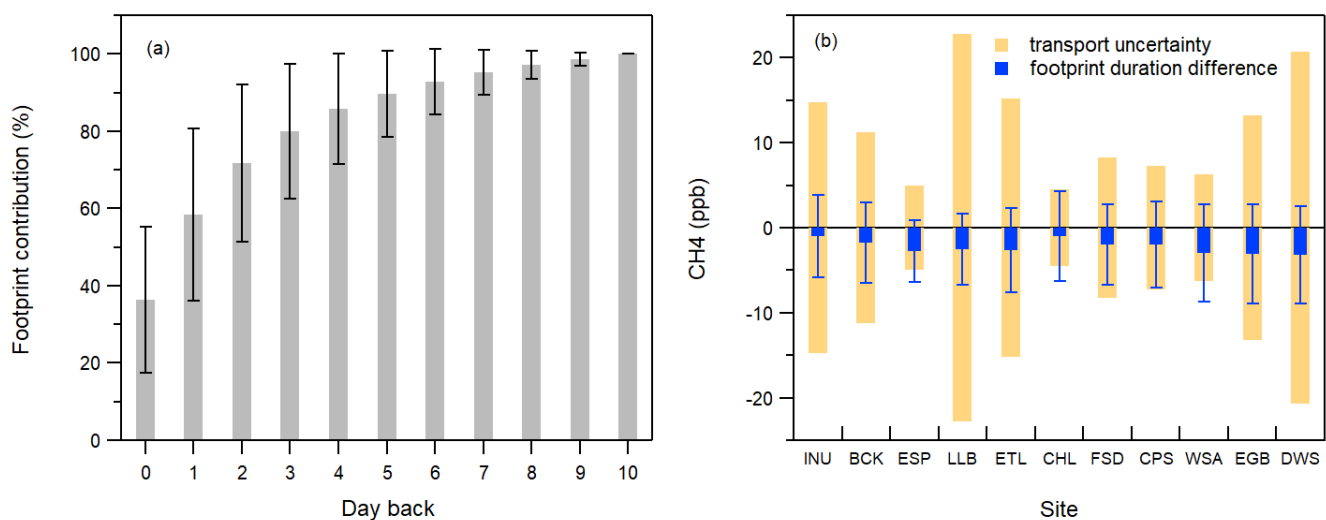 (a)
Footprint contribution (%)
100
80
60
40
20
0
0 1 2 3 4 5 6 7 8 9 10
Day back
(b)
transport uncertainty
footprint duration difference
CH4 (ppb)
20
10
0
-10
-20
INU BCK ESP LLB ETL CHL FSD CPS WSA EGB DWS
Site